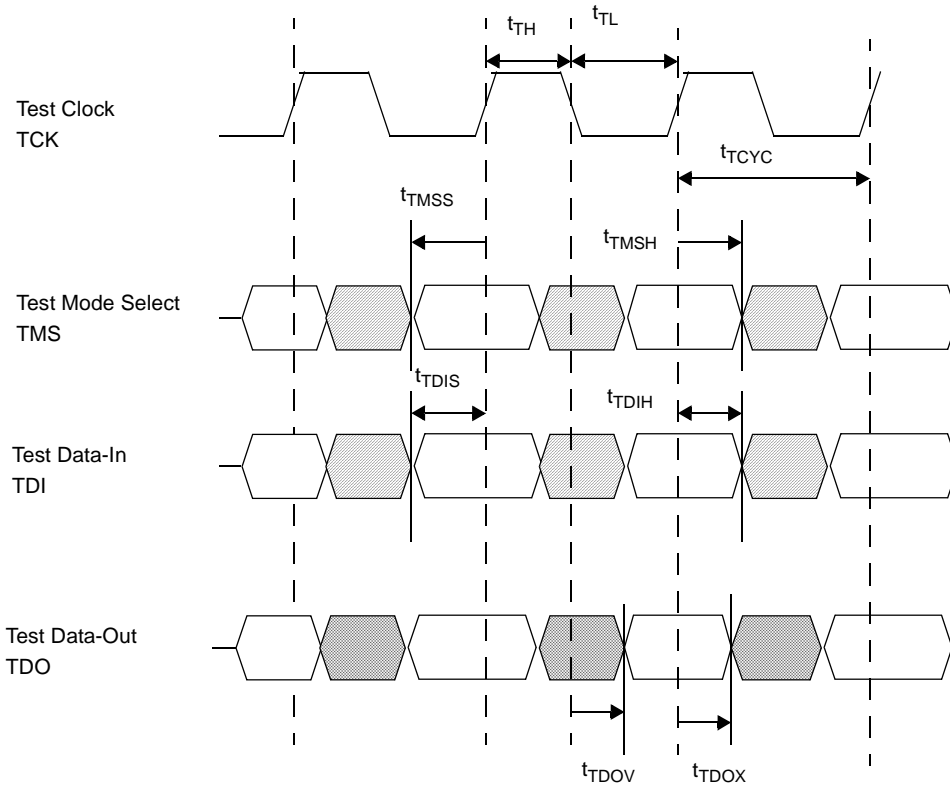 tTH
tTL
Test Clock
TCK
tTCYC
tTMSS
tTMSH
Test Mode Select
TMS
tTDIS
tTDIH
Test Data-In
TDI
Test Data-Out
TDO
tTDOV
tTDOX